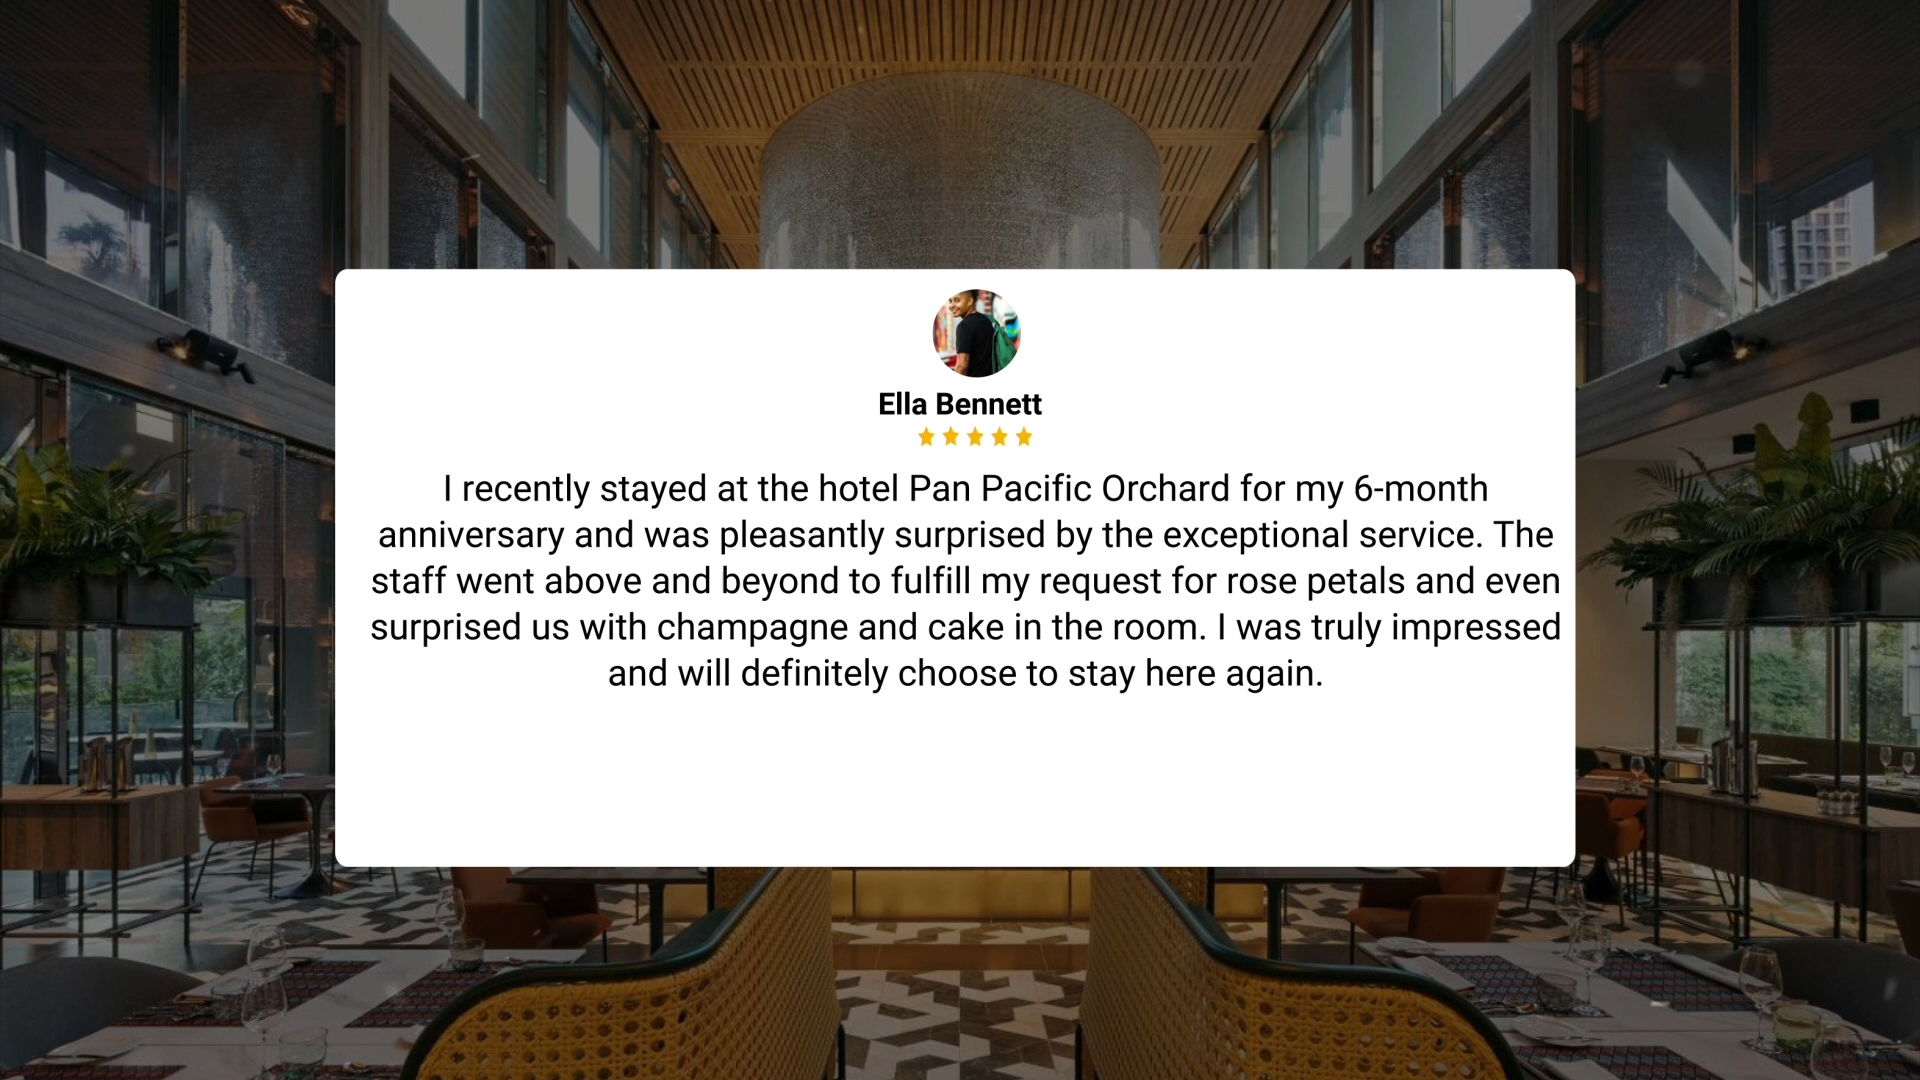 Ella Bennett
I recently stayed at the hotel Pan Pacific Orchard for my 6-month
anniversary and was pleasantly surprised by the exceptional service. The
staff went above and beyond to fulfill my request for rose petals and even
surprised us with champagne and cake in the room. I was truly impressed
and will definitely choose to stay here again.